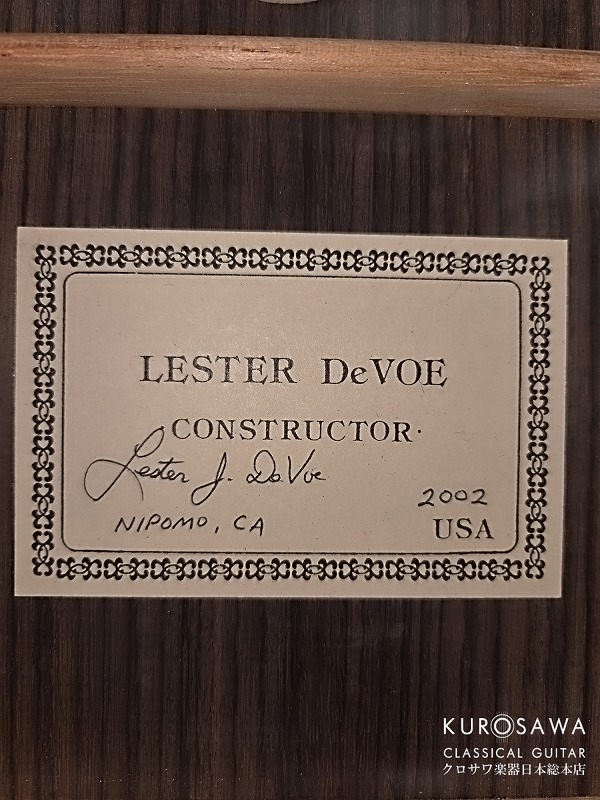 LESTER DeVOE
CONSTRUCTOR.
Lester J. DeVoe
2002
NIPOMO, CA
USA
KUROSAWA
CLASSICAL GUITAR
クロサワ楽器日本総本店